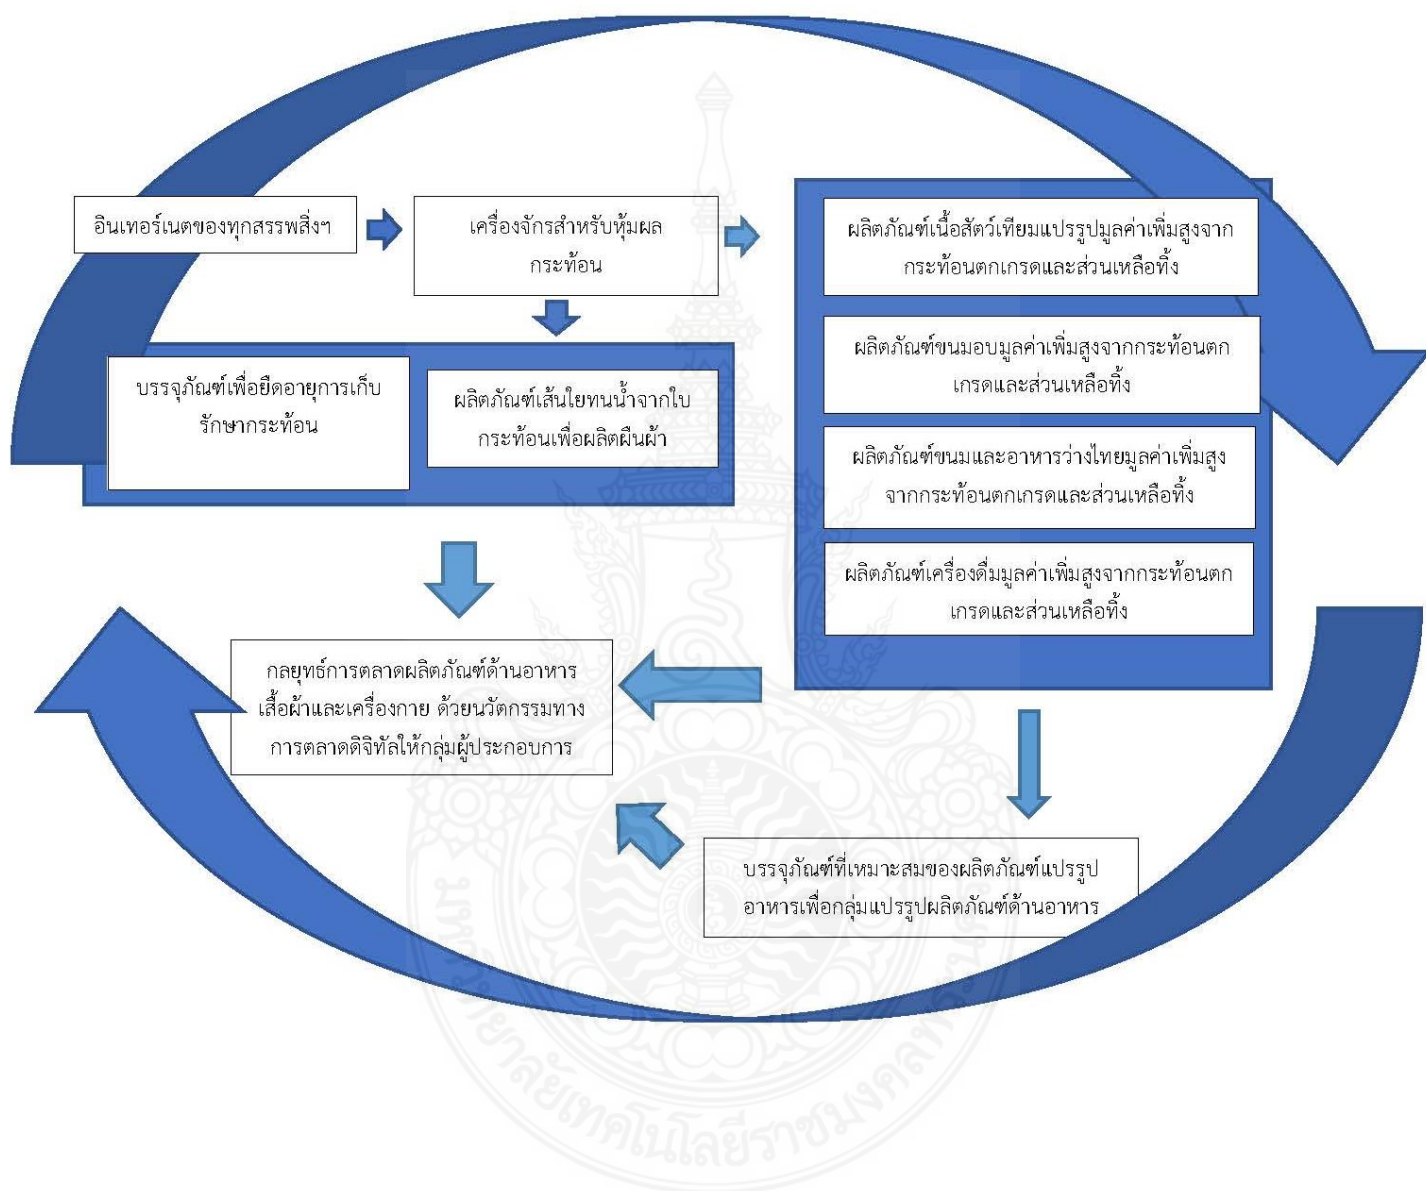 อินเทอร์เนตของทุกสรรพสิ่งฯ
เครื่องจักรสำหรับหุ้มผล
กระท้อน
ผลิตภัณฑ์เนื้อสัตว์เทียมแปรรูปมูลค่าเพิ่มสูงจาก
กระท้อนตกเกรดและส่วนเหลือทิ้ง
ผลิตภัณฑ์ขนมอบมูลค่าเพิ่มสูงจากกระท้อนตก
เกรดและส่วนเหลือทิ้ง
ผลิตภัณฑ์ขนมและอาหารว่างไทยมูลค่าเพิ่มสูง
จากกระท้อนตกเกรดและส่วนเหลือทิ้ง
ผลิตภัณฑ์เครื่องดื่มมูลค่าเพิ่มสูงจากกระท้อนตก
เกรดและส่วนเหลือทิ้ง
บรรจุภัณฑ์เพื่อยืดอายุการเก็บ
รักษากระท้อน
ผลิตภัณฑ์เส้นใยทนน้ำจากใบ
กระท้อนเพื่อผลิตผืนผ้า
กลยุทธ์การตลาดผลิตภัณฑ์ด้านอาหาร
เสื้อผ้าและเครื่องกาย ด้วยนวัตกรรมทาง
การตลาดดิจิทัลให้กลุ่มผู้ประกอบการ
บรรจุภัณฑ์ที่เหมาะสมของผลิตภัณฑ์แปรรูป
อาหารเพื่อกลุ่มแปรรูปผลิตภัณฑ์ด้านอาหาร